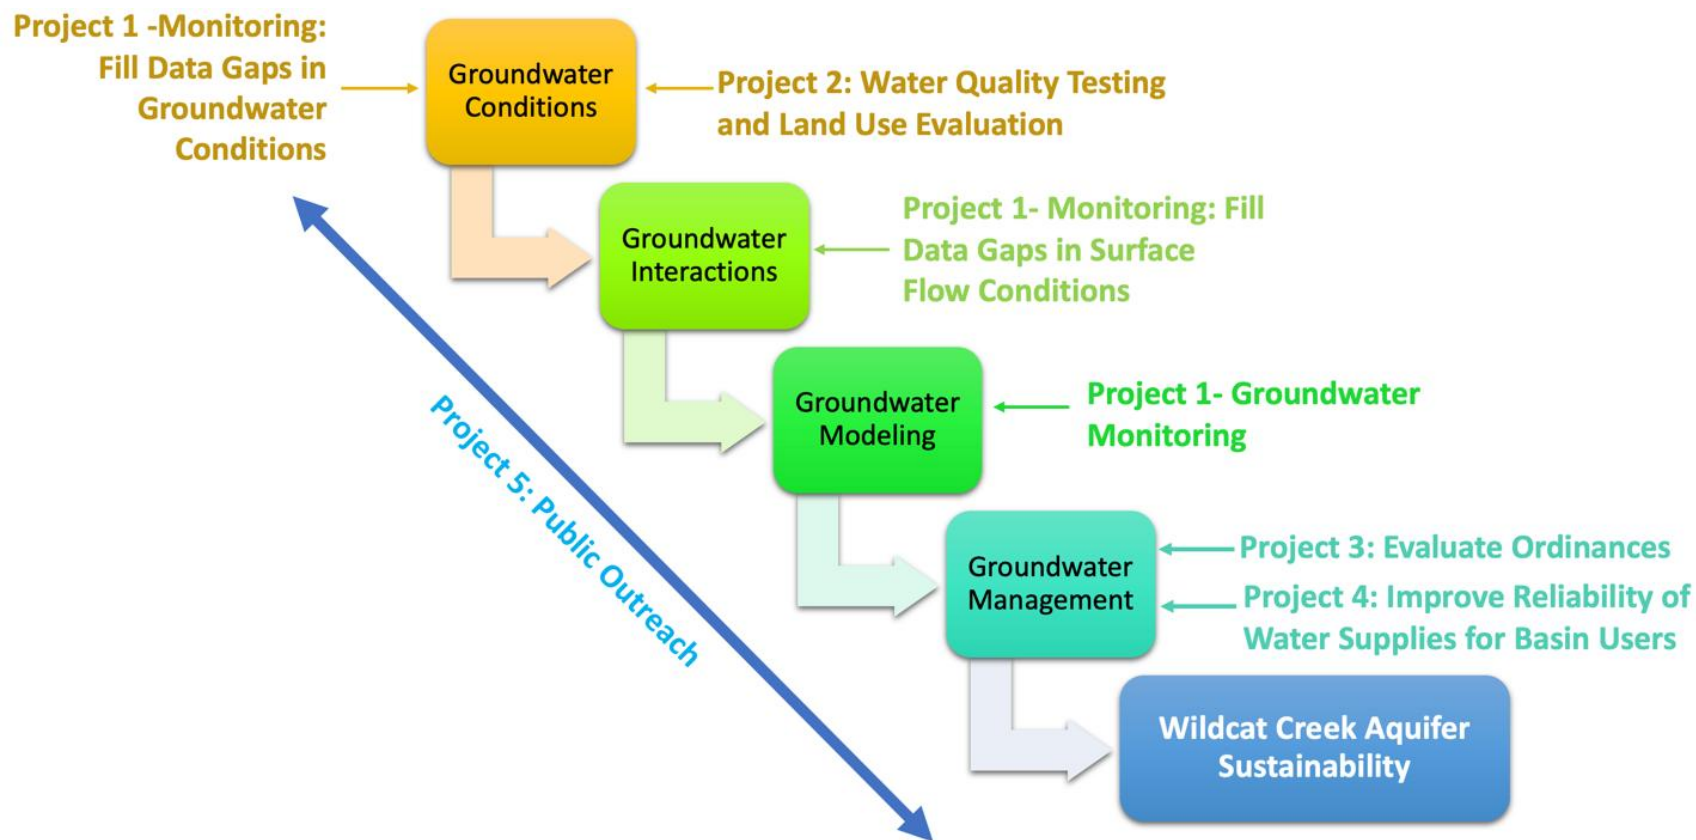 Project 1 -Monitoring:
Fill Data Gaps in
Groundwater
Conditions
Groundwater
Conditions
Project 2: Water Quality Testing
and Land Use Evaluation
Groundwater
Interactions
Project 1- Monitoring: Fill
Data Gaps in Surface
Flow Conditions
Groundwater
Modeling
Project 1- Groundwater
Monitoring
Project 5: Public Outreach
Groundwater
Management
Project 3: Evaluate Ordinances
Project 4: Improve Reliability of
Water Supplies for Basin Users
Wildcat Creek Aquifer
Sustainability